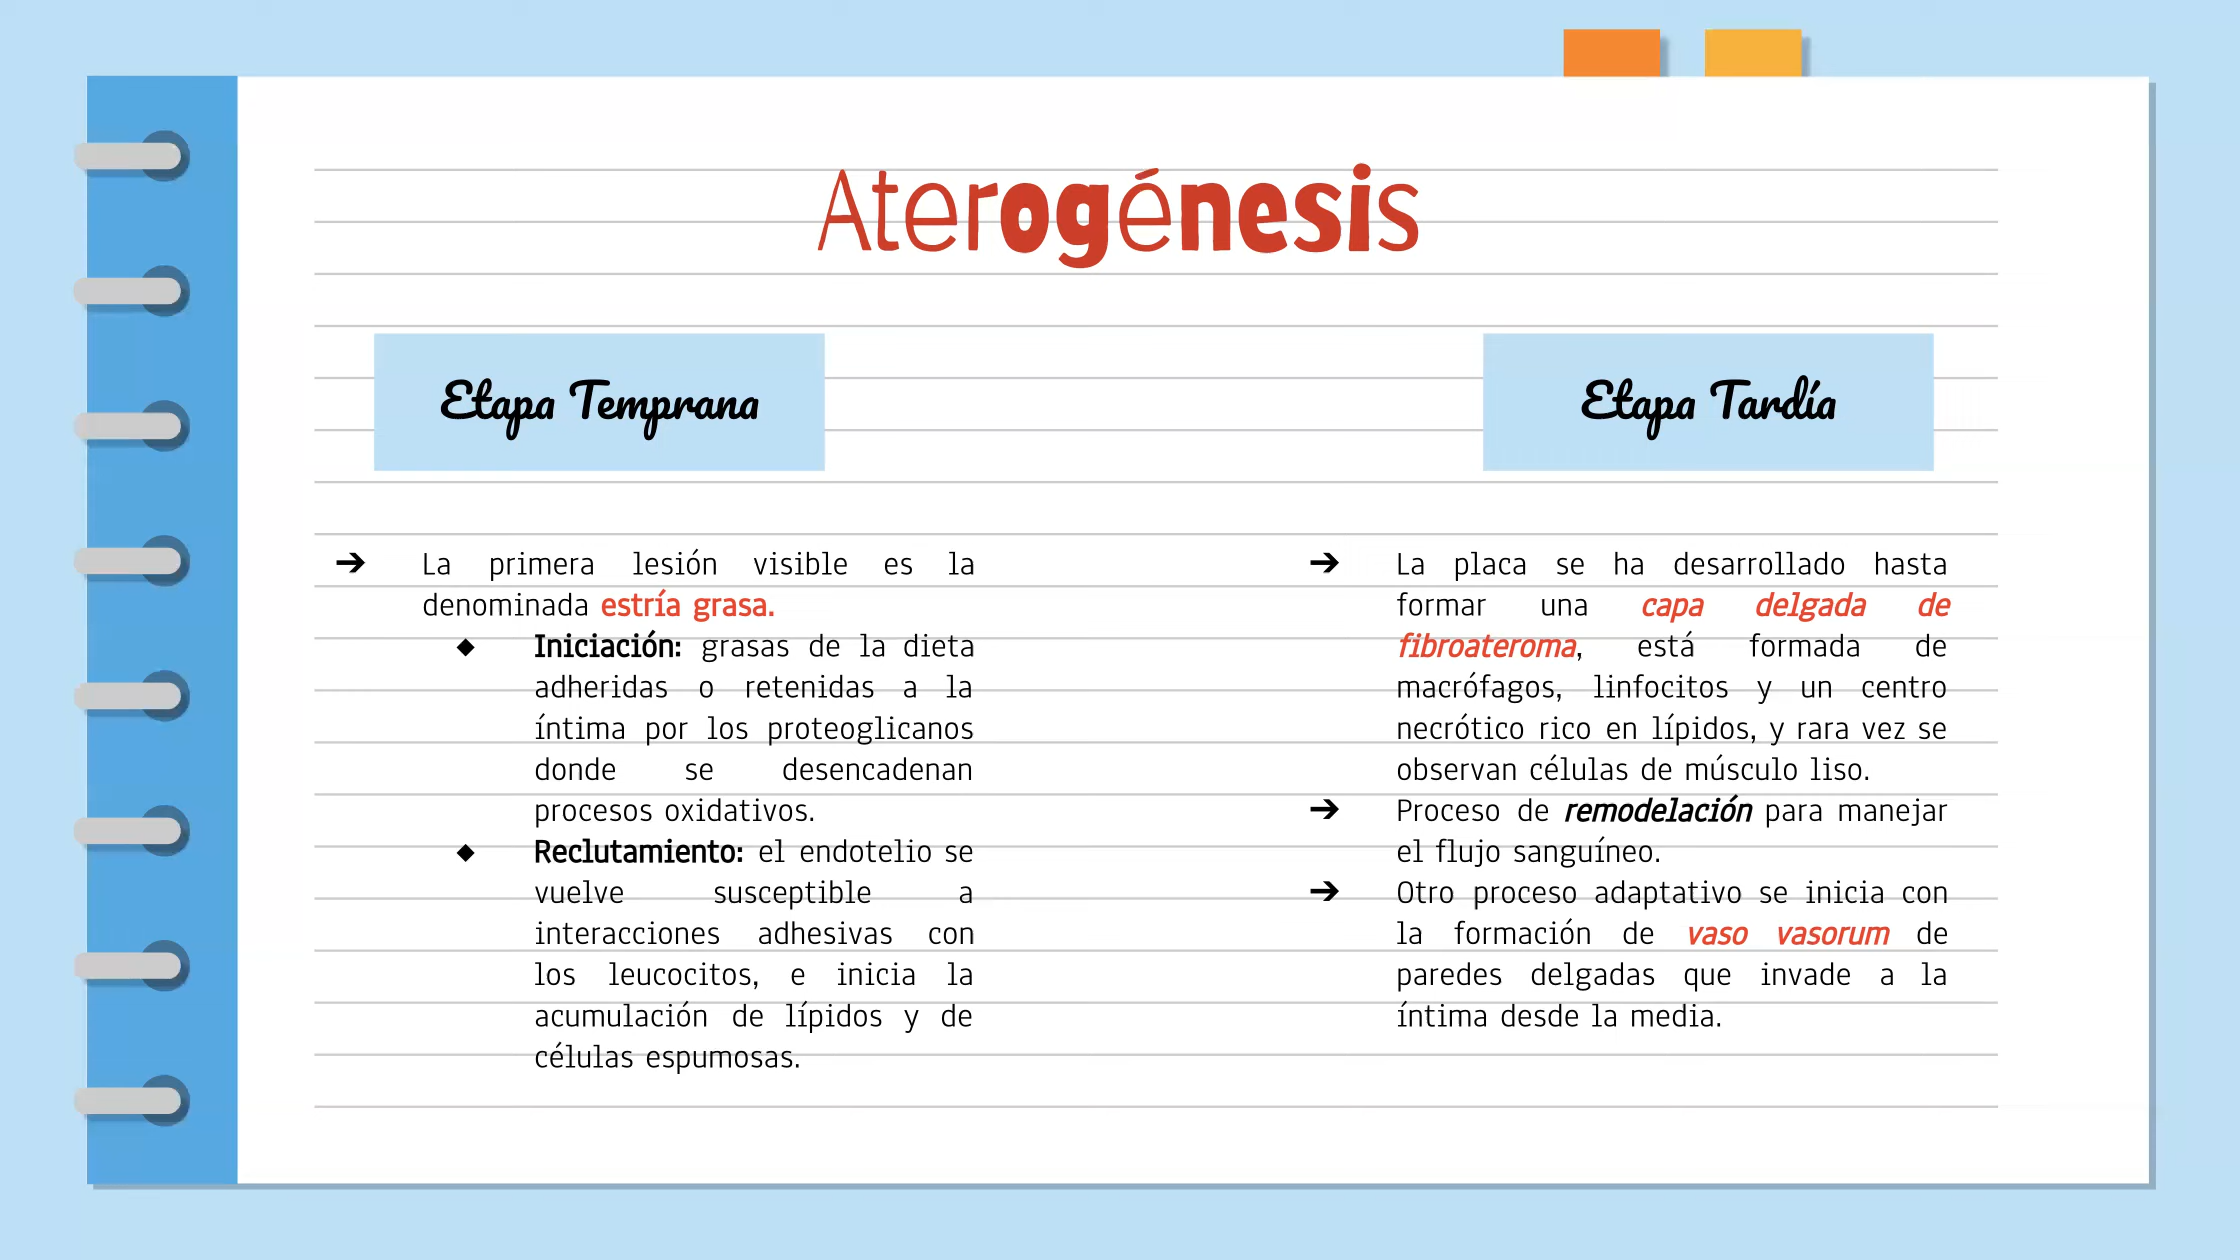 Aterogénesis
Etapa Temprana
➔ La primera lesión visible es la
denominada estría grasa.
◆ Iniciación: grasas de la dieta
adheridas o retenidas a la
íntima por los proteoglicanos
donde se desencadenan
procesos oxidativos.
◆ Reclutamiento: el endotelio se
vuelve susceptible a
interacciones adhesivas con
los leucocitos, e inicia la
acumulación de lípidos y de
células espumosas.
Etapa Tardía
➔ La placa se ha desarrollado hasta
formar una capa delgada de
fibroateroma, está formada de
macrófagos, linfocitos y un centro
necrótico rico en lípidos, y rara vez se
observan células de músculo liso.
➔ Proceso de remodelación para manejar
el flujo sanguíneo.
➔ Otro proceso adaptativo se inicia con
la formación de vaso vasorum de
paredes delgadas que invade a la
íntima desde la media.